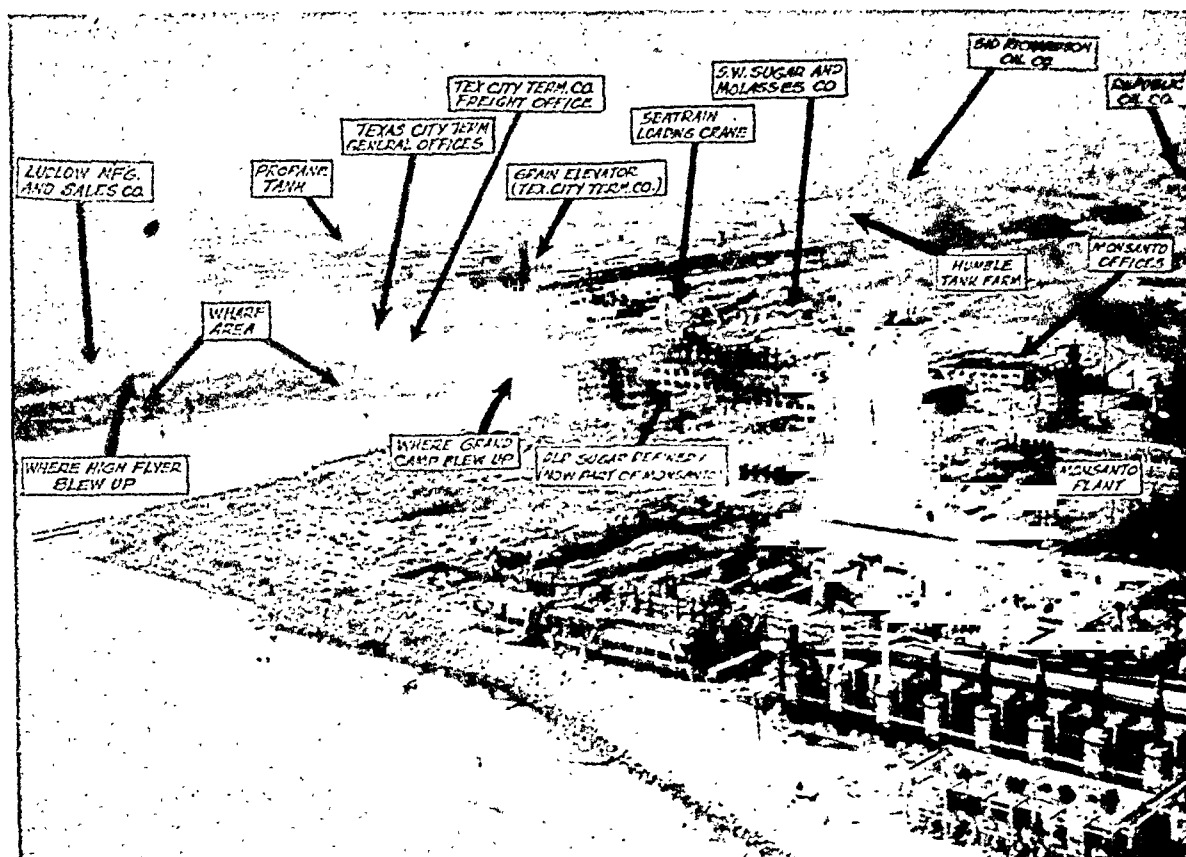 SID RICHARDSON
OIL CO.
REPUBLIC
OIL CO.
S.W. SUGAR AND
MOLASSES CO
TEX CITY TERM. CO.
FREIGHT OFFICE
SEATRAIN
LOADING CRANE
TEXAS CITY TERM
GENERAL OFFICES
LUDLOW MFG.
AND SALES CO.
PROPANE
TANK
GRAIN ELEVATOR
(TEX. CITY TERM. CO.)
MONSANTO
OFFICES
HUMBLE
TANK FARM
WHARF
AREA
WHERE HIGH FLYER
BLEW UP
WHERE GRAND
CAMP BLEW UP
OLD SUGAR REFINERY
(NOW PART OF MONSANTO)
MONSANTO
PLANT